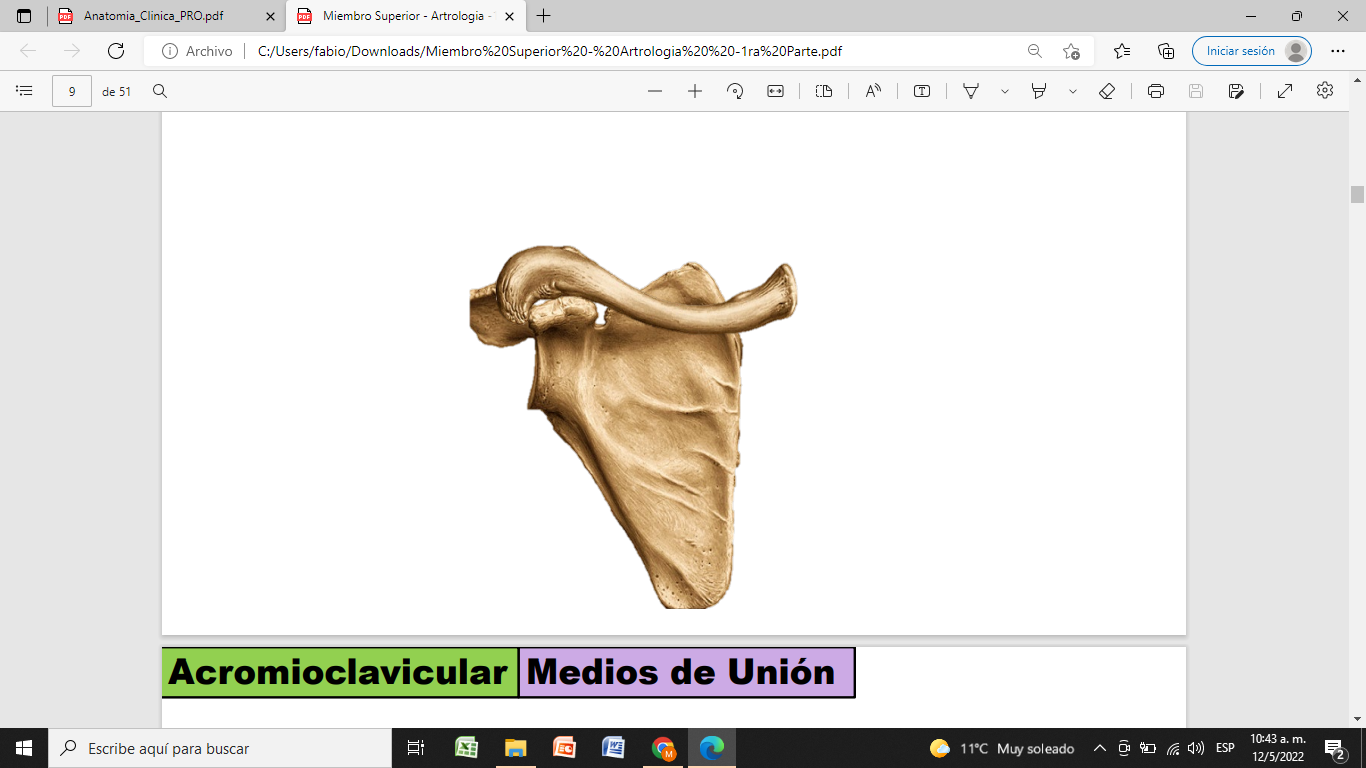 Anatomia_Clinica_PRO.pdf
Miembro Superior - Artrologia -
Archivo
C:/Users/fabio/Downloads/Miembro%20Superior%20-%20Artrologia%20%20-1ra%20Parte.pdf
Iniciar sesión
9 de 51
Acromioclavicular Medios de Unión
Escribe aquí para buscar
11°C Muy soleado
ESP
10:43 a. m.
12/5/2022
2